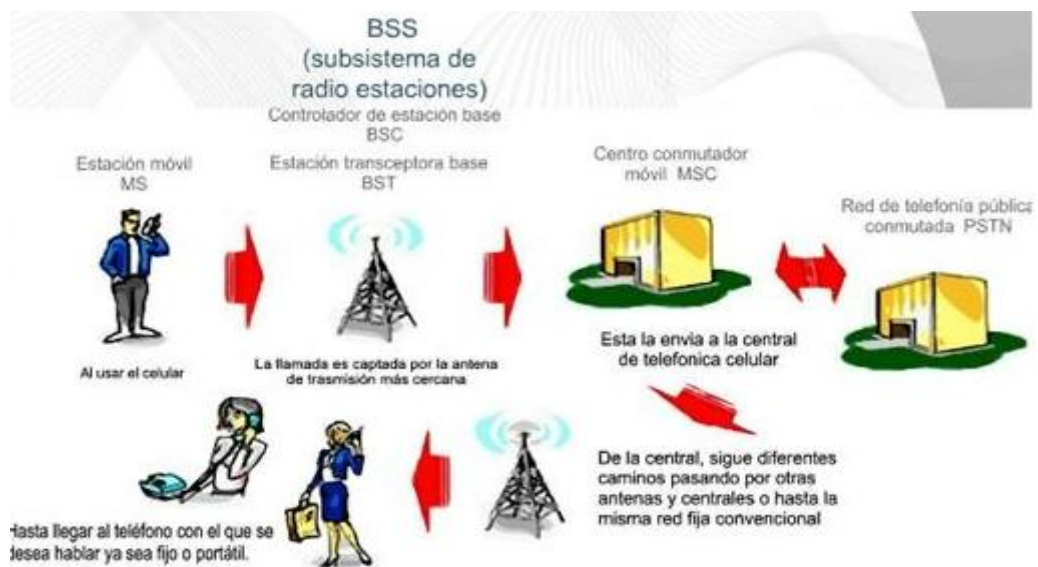 BSS
(subsistema de
radio estaciones)
Controlador de estación base
BSC
Estación móvil
MS
Estación transceptora base
BST
Centro conmutador
móvil MSC
Red de telefonía pública
conmutada PSTN
Al usar el celular
La llamada es captada por la antena
de trasmisión más cercana
Esta la envia a la central
de telefonica celular
De la central, sigue diferentes
caminos pasando por otras
antenas y centrales o hasta la
misma red fija convencional
Hasta llegar al teléfono con el que se
desea hablar ya sea fijo o portátil.